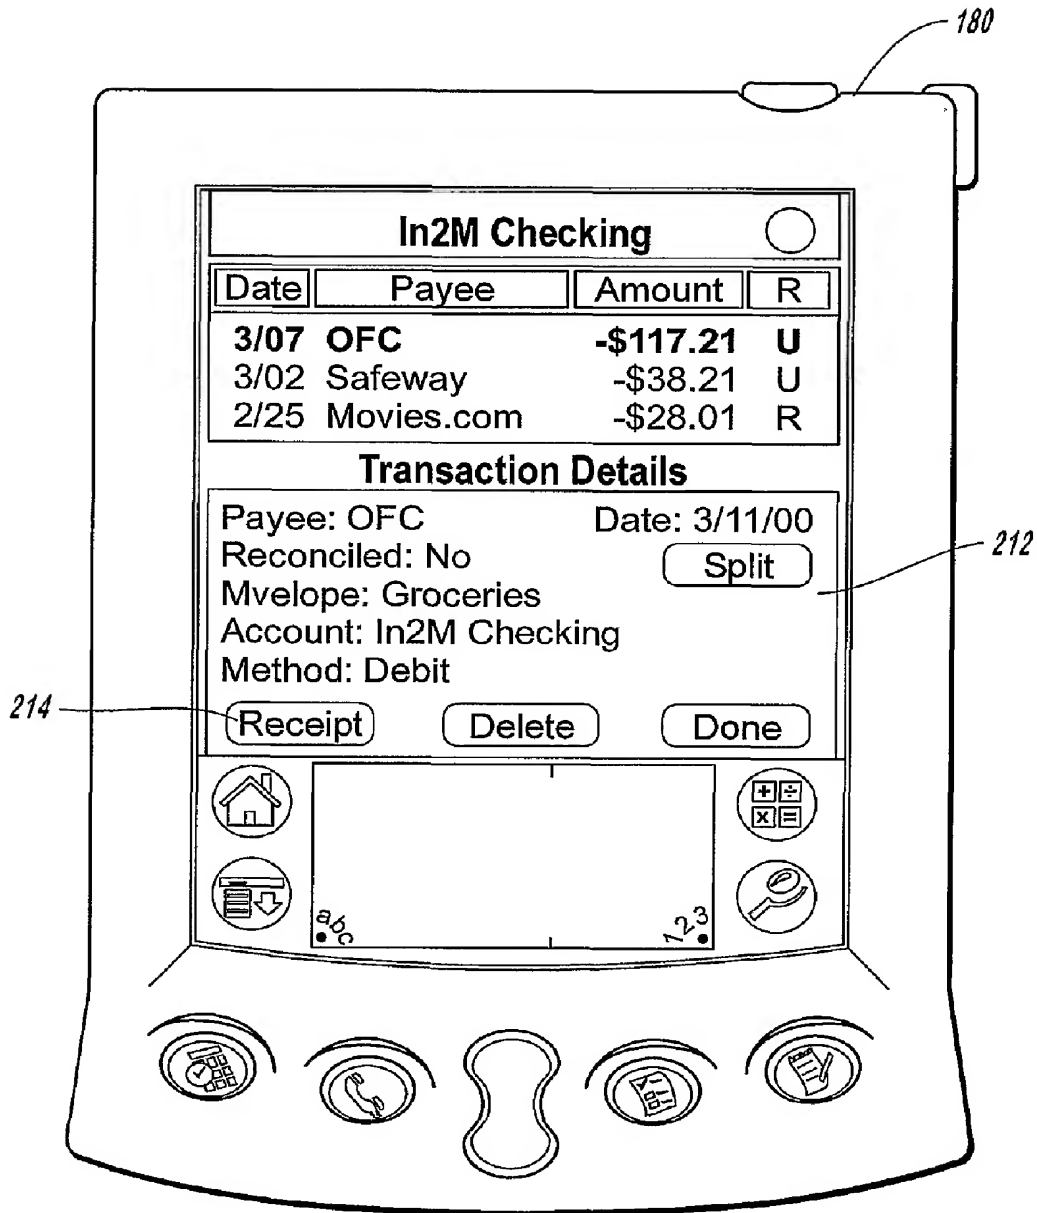 180
In2M Checking
Date Payee Amount R
3/07 OFC -$117.21 U
3/02 Safeway -$38.21 U
2/25 Movies.com -$28.01 R
Transaction Details
Payee: OFC Date: 3/11/00
Reconciled: No Split
212
Mvelope: Groceries
Account: In2M Checking
Method: Debit
214
Receipt Delete Done
+ ÷
x =
abc 123